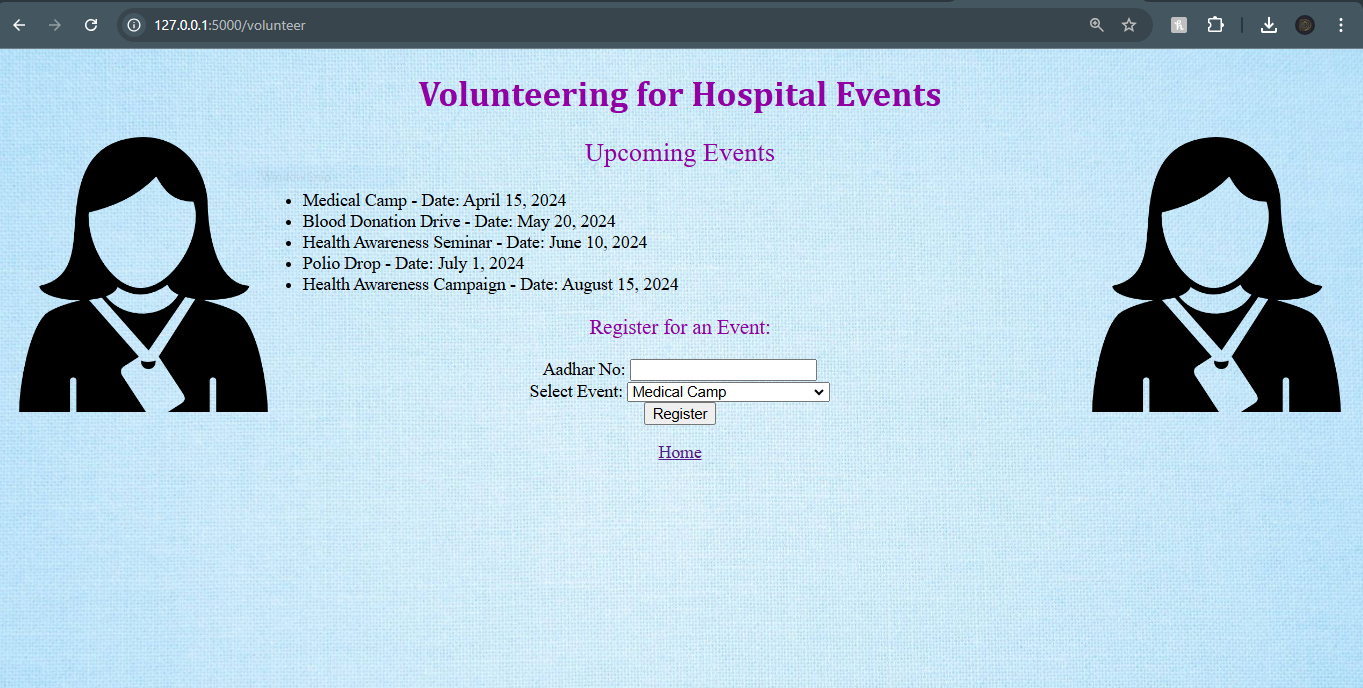 127.0.0.1:5000/volunteer
Volunteering for Hospital Events
Upcoming Events
• Medical Camp - Date: April 15, 2024
• Blood Donation Drive - Date: May 20, 2024
• Health Awareness Seminar - Date: June 10, 2024
• Polio Drop - Date: July 1, 2024
• Health Awareness Campaign - Date: August 15, 2024
Register for an Event:
Aadhar No:
Select Event: Medical Camp
Register
Home